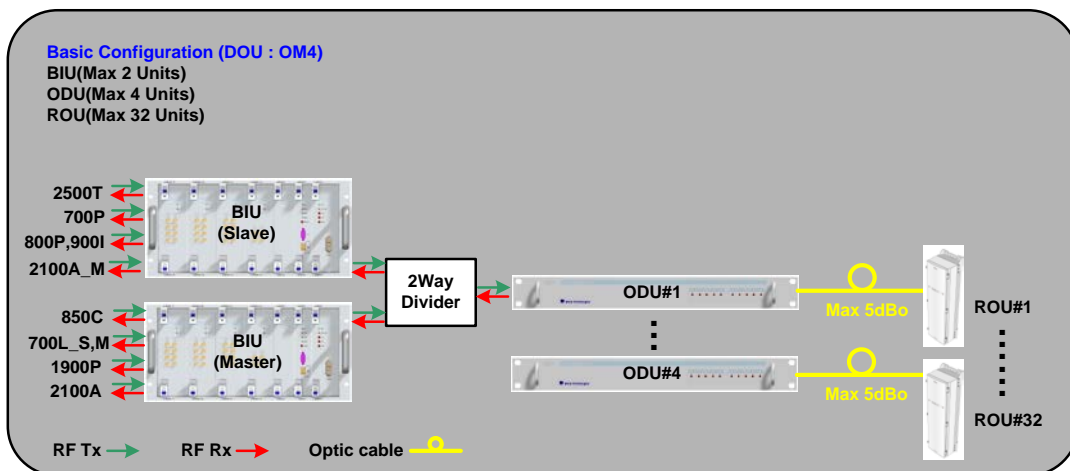 Basic Configuration (DOU : OM4)
BIU(Max 2 Units)
ODU(Max 4 Units)
ROU(Max 32 Units)
2500T
700P
800P,900I
2100A_M
BIU
(Slave)
850C
700L_S,M
1900P
2100A
BIU
(Master)
2Way
Divider
ODU#1
ODU#4
Max 5dBo
Max 5dBo
ROU#1
ROU#32
RF Tx
RF Rx
Optic cable